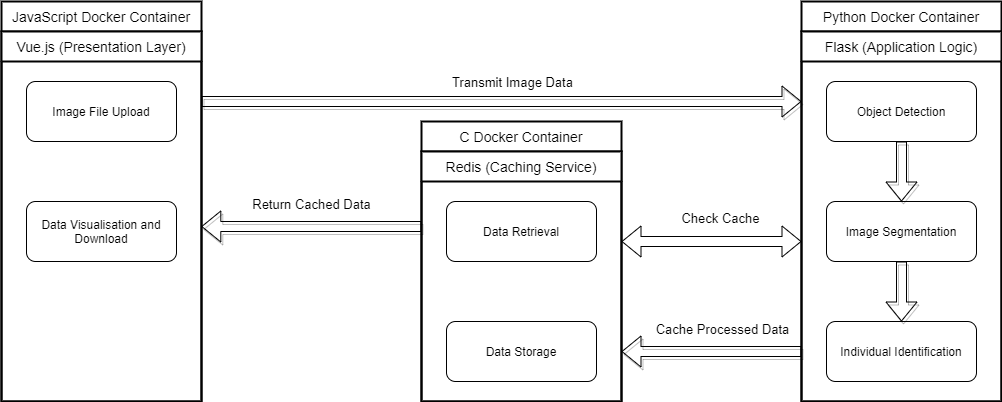 JavaScript Docker Container
Vue.js (Presentation Layer)
Image File Upload
Data Visualisation and
Download
Transmit Image Data
Return Cached Data
C Docker Container
Redis (Caching Service)
Data Retrieval
Data Storage
Check Cache
Cache Processed Data
Python Docker Container
Flask (Application Logic)
Object Detection
Image Segmentation
Individual Identification